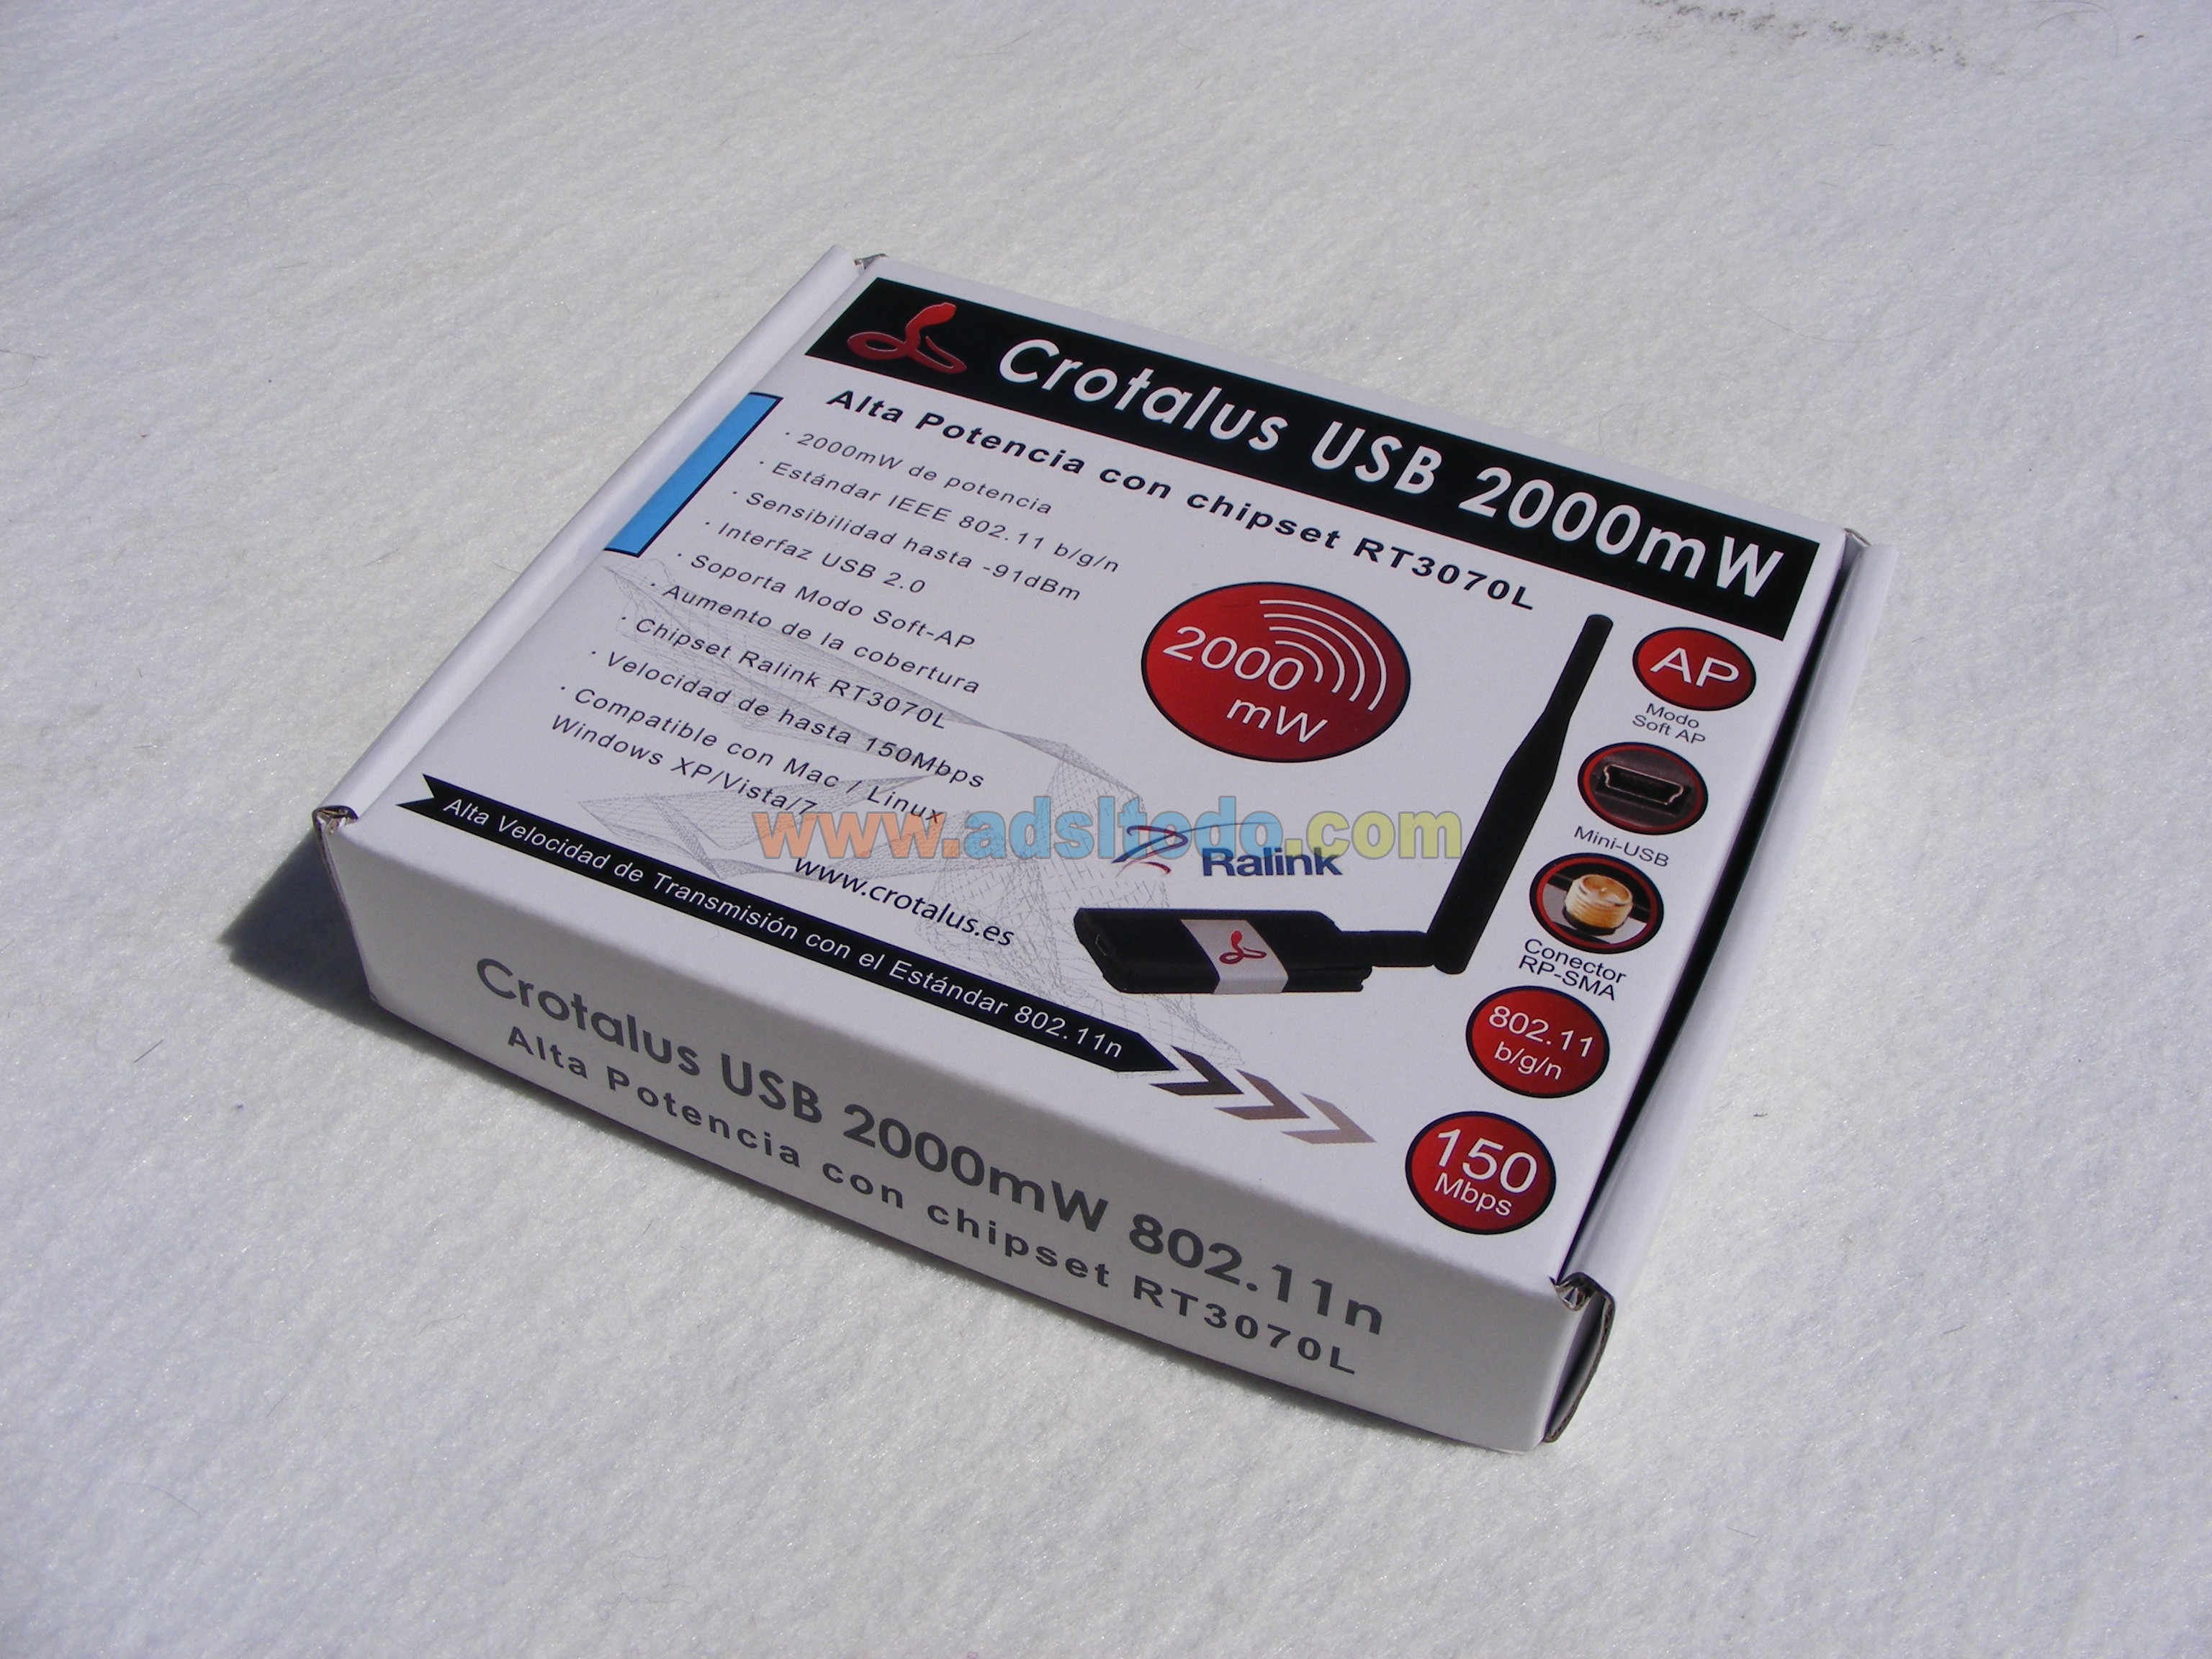 Crotalus USB 2000mW
Alta Potencia con chipset RT3070L
· 2000mW de potencia
· Estándar IEEE 802.11 b/g/n
· Sensibilidad hasta -91dBm
· Interfaz USB 2.0
· Soporta Modo Soft-AP
· Aumento de la cobertura
· Chipset Ralink RT3070L
· Velocidad de hasta 150Mbps
· Compatible con Mac / Linux
Windows XP/Vista/7
2000
mW
AP
Modo
Soft AP
Mini-USB
Conector
RP-SMA
802.11
b/g/n
150
Mbps
www.adsltodo.com
Ralink
www.crotalus.es
Alta Velocidad de Transmisión con el Estándar 802.11n
Crotalus USB 2000mW 802.11n
Alta Potencia con chipset RT3070L